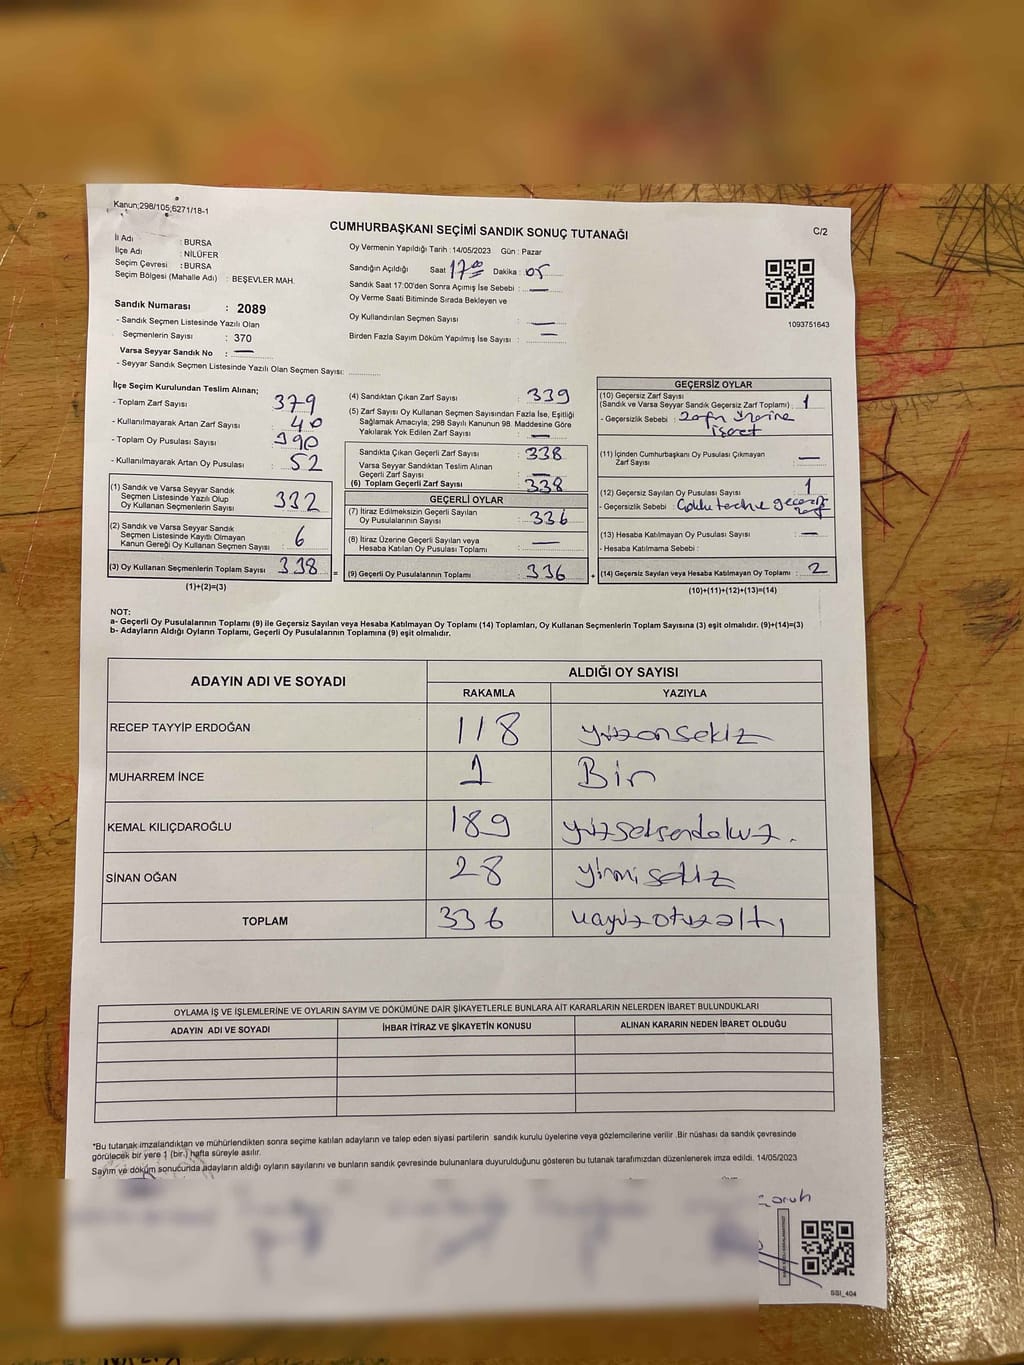 Kanun;298/105;6271/18-1
CUMHURBAŞKANI SEÇİMİ SANDIK SONUÇ TUTANAĞI
C/2
İl Adı : BURSA
İlçe Adı : NİLÜFER
Seçim Çevresi : BURSA
Seçim Bölgesi (Mahalle Adı) : BEŞEVLER MAH.
Sandık Numarası : 2089
- Sandık Seçmen Listesinde Yazılı Olan
Seçmenlerin Sayısı : 370
Varsa Seyyar Sandık No : —
- Seyyar Sandık Seçmen Listesinde Yazılı Olan Seçmen Sayısı:
Oy Vermenin Yapıldığı Tarih : 14/05/2023 Gün : Pazar
Sandığın Açıldığı Saat 17:00 Dakika : 05
Sandık Saat 17:00'den Sonra Açımış İse Sebebi : —
Oy Verme Saati Bitiminde Sırada Bekleyen ve
Oy Kullandırılan Seçmen Sayısı : —
Birden Fazla Sayım Döküm Yapılmış İse Sayısı : —
1093751643
İlçe Seçim Kurulundan Teslim Alınan;
- Toplam Zarf Sayısı 379
- Kullanılmayarak Artan Zarf Sayısı : 40
- Toplam Oy Pusulası Sayısı 390
- Kullanılmayarak Artan Oy Pusulası : 52
(1) Sandık ve Varsa Seyyar Sandık
Seçmen Listesinde Yazılı Olup
Oy Kullanan Seçmenlerin Sayısı : 332
(2) Sandık ve Varsa Seyyar Sandık
Seçmen Listesinde Kayıtlı Olmayan
Kanun Gereği Oy Kullanan Seçmen Sayısı : 6
(3) Oy Kullanan Seçmenlerin Toplam Sayısı : 338
(1)+(2)=(3)
=
(4) Sandıktan Çıkan Zarf Sayısı : 339
(5) Zarf Sayısı Oy Kullanan Seçmen Sayısından Fazla İse, Eşitliği
Sağlamak Amacıyla; 298 Sayılı Kanunun 98. Maddesine Göre
Yakılarak Yok Edilen Zarf Sayısı : —
Sandıkta Çıkan Geçerli Zarf Sayısı : 338
Varsa Seyyar Sandıktan Teslim Alınan
Geçerli Zarf Sayısı : —
(6) Toplam Geçerli Zarf Sayısı : 338
GEÇERLİ OYLAR
(7) İtiraz Edilmeksizin Geçerli Sayılan
Oy Pusulalarının Sayısı : 336
(8) İtiraz Üzerine Geçerli Sayılan veya
Hesaba Katılan Oy Pusulası Toplamı : —
(9) Geçerli Oy Pusulalarının Toplamı : 336
+
GEÇERSİZ OYLAR
(10) Geçersiz Zarf Sayısı
(Sandık ve Varsa Seyyar Sandık Geçersiz Zarf Toplamı) : 1
- Geçersizlik Sebebi : Zarfın üzerine
işaret
(11) İçinden Cumhurbaşkanı Oy Pusulası Çıkmayan
Zarf Sayısı : —
(12) Geçersiz Sayılan Oy Pusulası Sayısı : 1
- Geçersizlik Sebebi :
(13) Hesaba Katılmayan Oy Pusulası Sayısı : —
- Hesaba Katılmama Sebebi :
(14) Geçersiz Sayılan veya Hesaba Katılmayan Oy Toplamı : 2
(10)+(11)+(12)+(13)=(14)
NOT:
a- Geçerli Oy Pusulalarının Toplamı (9) ile Geçersiz Sayılan veya Hesaba Katılmayan Oy Toplamı (14) Toplamları, Oy Kullanan Seçmenlerin Toplam Sayısına (3) eşit olmalıdır. (9)+(14)=(3)
b- Adayların Aldığı Oyların Toplamı, Geçerli Oy Pusulalarının Toplamına (9) eşit olmalıdır.
ADAYIN ADI VE SOYADI ALDIĞI OY SAYISI
RAKAMLA YAZIYLA
RECEP TAYYİP ERDOĞAN 118 yüzonsekiz
MUHARREM İNCE 1 Bir
KEMAL KILIÇDAROĞLU 189 yüzseksendokuz.
SİNAN OĞAN 28 yirmisekiz
TOPLAM 336 üçyüzotuzaltı
OYLAMA İŞ VE İŞLEMLERİNE VE OYLARIN SAYIM VE DÖKÜMÜNE DAİR ŞİKAYETLERLE BUNLARA AİT KARARLARIN NELERDEN İBARET BULUNDUKLARI
ADAYIN ADI VE SOYADI İHBAR İTİRAZ VE ŞİKAYETİN KONUSU ALINAN KARARIN NEDEN İBARET OLDUĞU
*Bu tutanak imzalandıktan ve mühürlendikten sonra seçime katılan adayların ve talep eden siyasi partilerin sandık kurulu üyelerine veya gözlemcilerine verilir .Bir nüshası da sandık çevresinde
görülecek bir yere 1 (bir.) hafta süreyle asılır.
Sayım ve döküm sonucunda adayların aldığı oyların sayılarını ve bunların sandık çevresinde bulunanlara duyurulduğunu gösteren bu tutanak tarafımızdan düzenlenerek imza edildi. 14/05/2023
SSİ_404